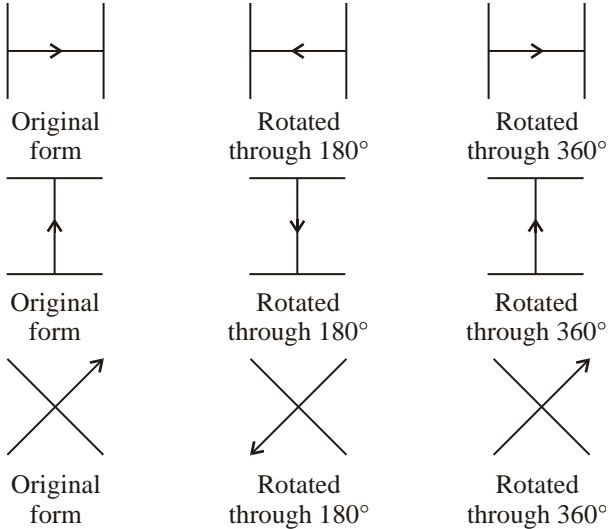 Original
form
Rotated
through 180°
Rotated
through 360°
Original
form
Rotated
through 180°
Rotated
through 360°
Original
form
Rotated
through 180°
Rotated
through 360°